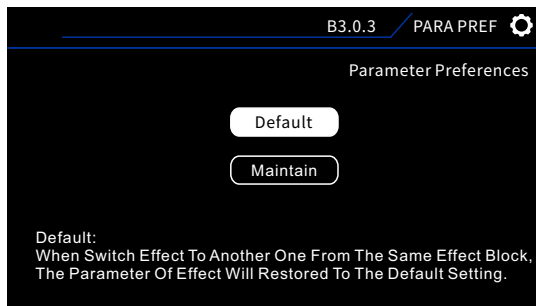 B3.0.3 PARA PREF
Parameter Preferences
Default
Maintain
Default:
When Switch Effect To Another One From The Same Effect Block,
The Parameter Of Effect Will Restored To The Default Setting.